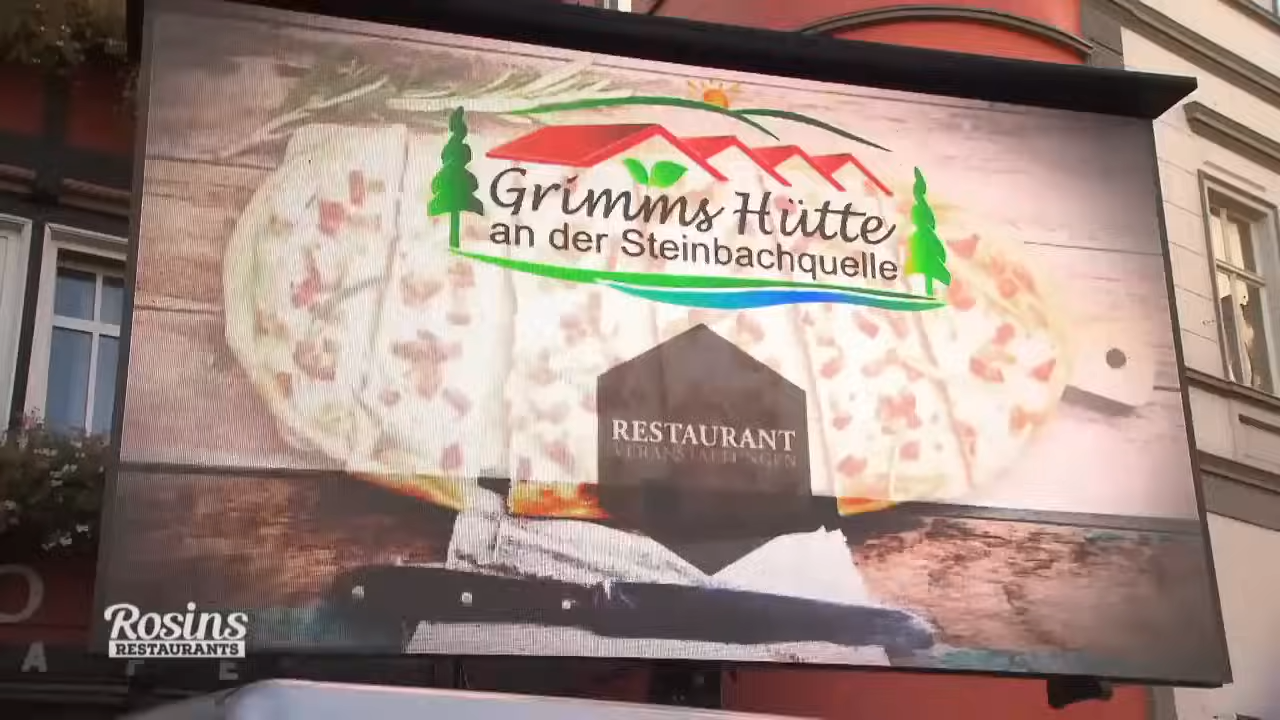 Grimms Hütte
an der Steinbachquelle
RESTAURANT
VERANSTALTUNGEN
Rosins
RESTAURANTS